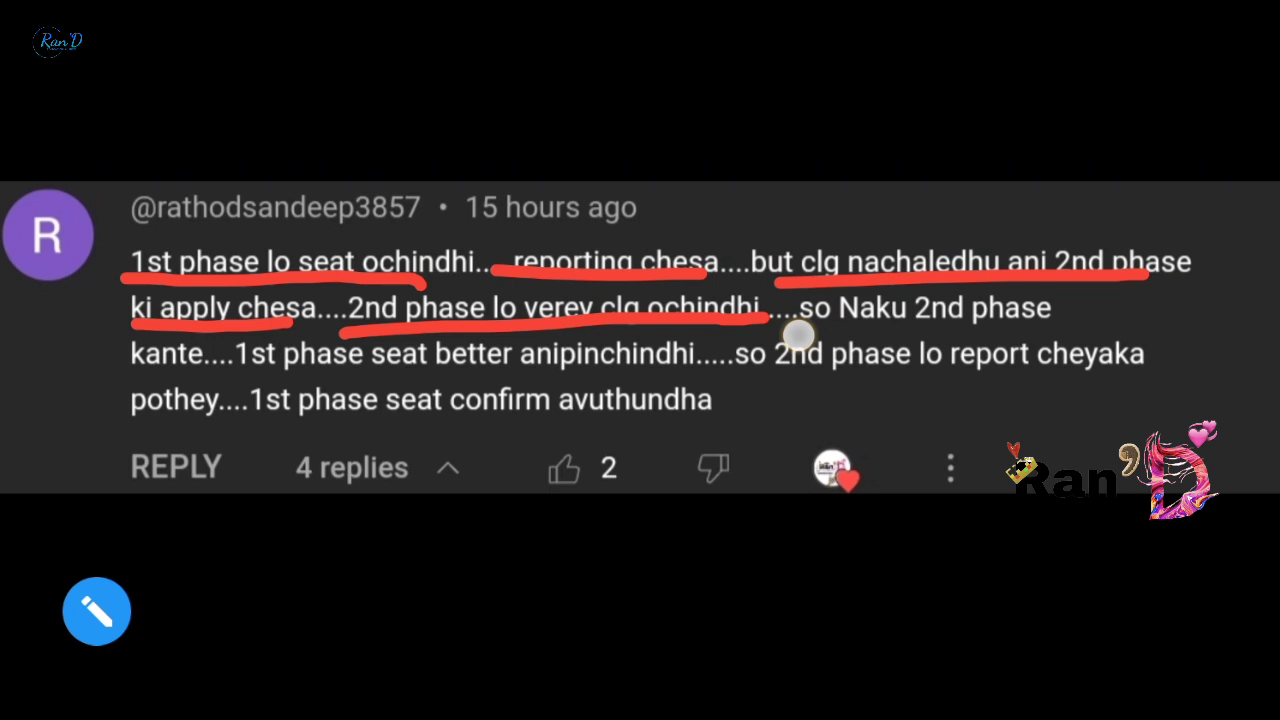 Ran'D
R
@rathodsandeep3857 • 15 hours ago
1st phase lo seat ochindhi.... reporting chesa....but clg nachaledhu ani 2nd phase
ki apply chesa....2nd phase lo verey clg ochindhi.....so Naku 2nd phase
kante....1st phase seat better anipinchindhi.....so 2nd phase lo report cheyaka
pothey....1st phase seat confirm avuthundha
REPLY 4 replies 2
Ran'D